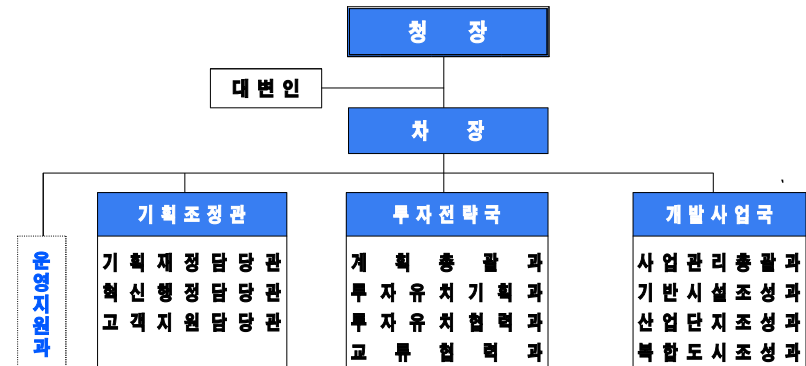 청 장
대 변 인
차 장
운영지원과
기획조정관
기 획 재 정 담 당 관
혁 신 행 정 담 당 관
고 객 지 원 담 당 관
투자전략국
계 획 총 괄 과
투 자 유 치 기 획 과
투 자 유 치 협 력 과
교 류 협 력 과
개발사업국
사 업 관 리 총 괄 과
기 반 시 설 조 성 과
산 업 단 지 조 성 과
복 합 도 시 조 성 과